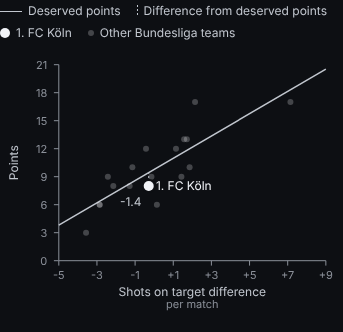 Deserved points
Difference from deserved points
1. FC Köln
Other Bundesliga teams
21
18
15
12
9
6
3
0
Points
1. FC Köln
-1.4
-5 -3 -1 +1 +3 +5 +7 +9
Shots on target difference
per match